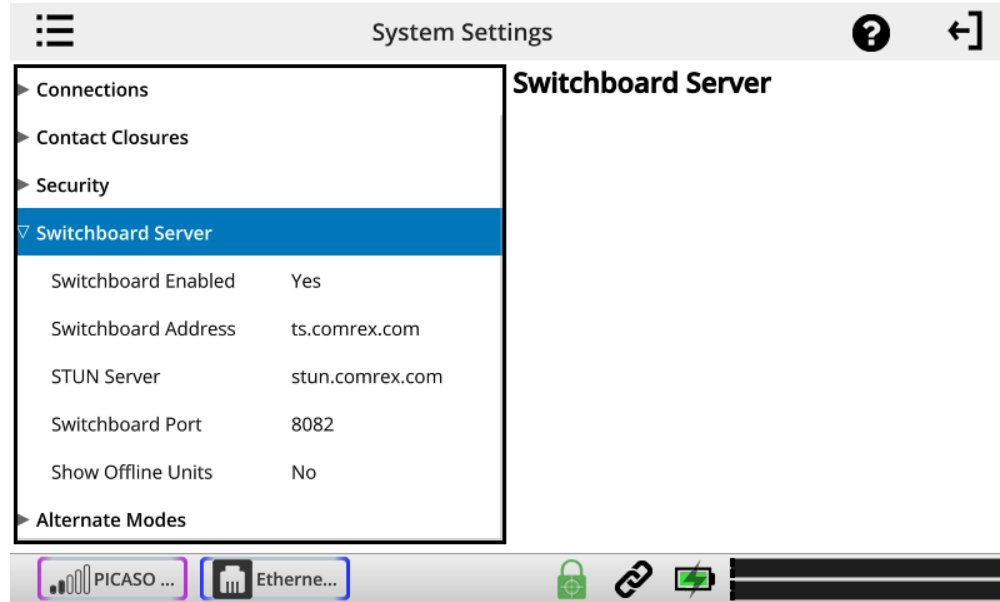 System Settings
Connections
Contact Closures
Security
Switchboard Server
Switchboard Enabled Yes
Switchboard Address ts.comrex.com
STUN Server stun.comrex.com
Switchboard Port 8082
Show Offline Units No
Alternate Modes
Switchboard Server
PICASO ...
Etherne...